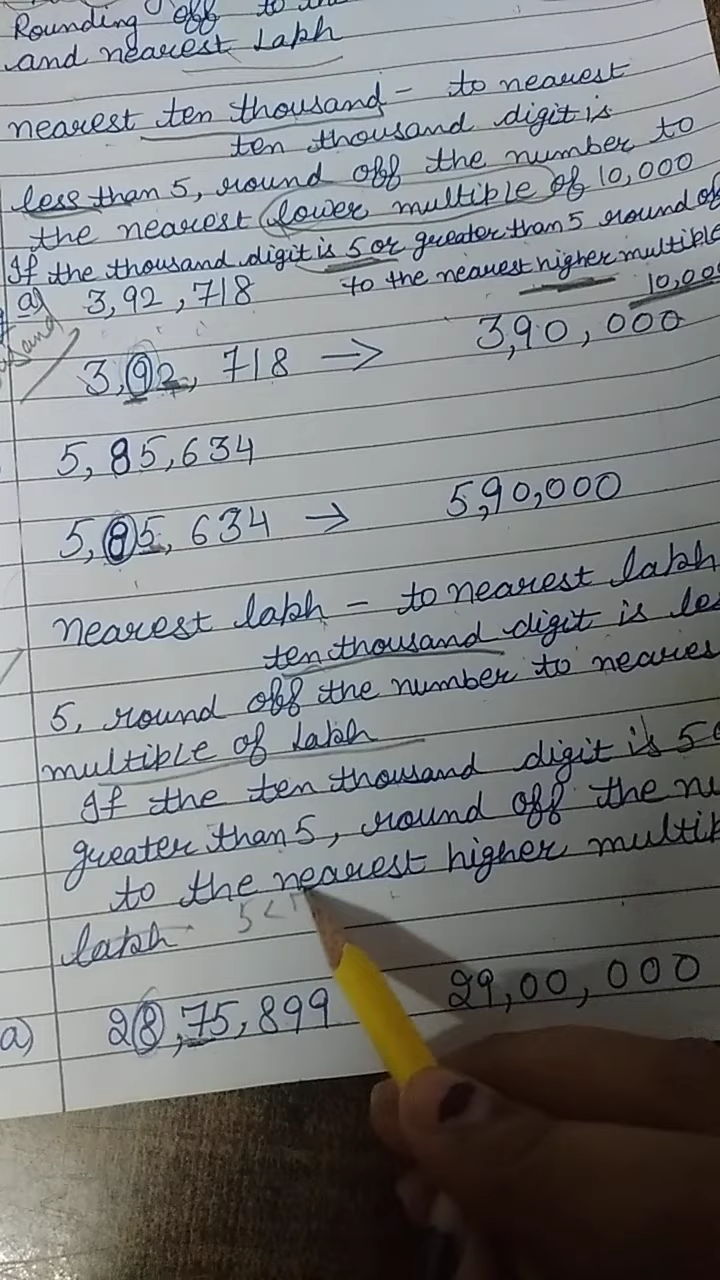 Rounding off to the
and nearest Lakh
nearest ten thousand - to nearest
ten thousand digit is
less than 5, round off the number to
the nearest lower multiple of 10,000
If the thousand digit is 5 or greater than 5 round of
to the nearest higher multiple
10,000
a) 3,92,718
3,92,718 → 3,90,000
5,85,634
5,85,634 → 5,90,000
nearest lakh - to nearest lakh
ten thousand digit is
5, round off the number to
multiple of Lakh
If the ten thousand digit is 5
greater than 5, round off the
to the nearest higher
lakh. 5<
a) 28,75,899 29,00,000